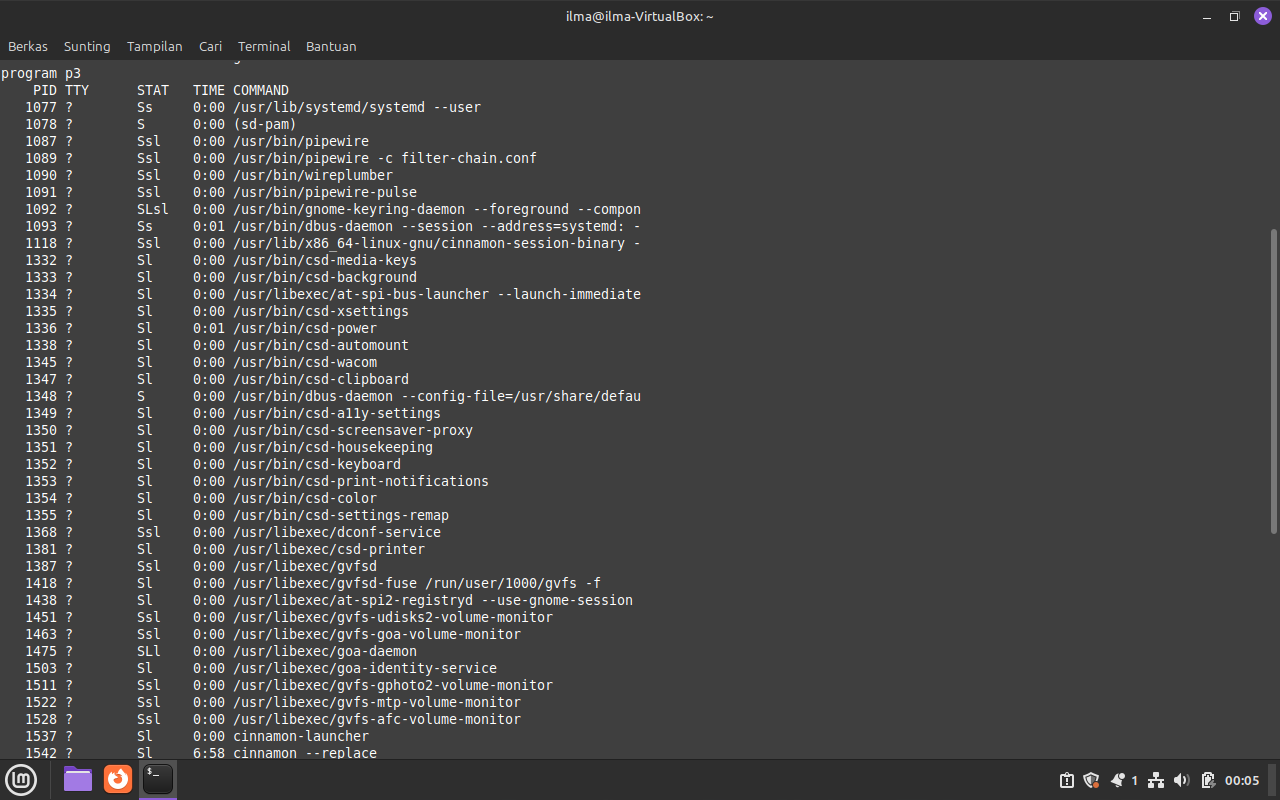 ilma@ilma-VirtualBox: ~
Berkas Sunting Tampilan Cari Terminal Bantuan
program p3
    PID TTY      STAT   TIME COMMAND
   1077 ?        Ss     0:00 /usr/lib/systemd/systemd --user
   1078 ?        S      0:00 (sd-pam)
   1087 ?        Ssl    0:00 /usr/bin/pipewire
   1089 ?        Ssl    0:00 /usr/bin/pipewire -c filter-chain.conf
   1090 ?        Ssl    0:00 /usr/bin/wireplumber
   1091 ?        Ssl    0:00 /usr/bin/pipewire-pulse
   1092 ?        SLsl   0:00 /usr/bin/gnome-keyring-daemon --foreground --compon
   1093 ?        Ss     0:01 /usr/bin/dbus-daemon --session --address=systemd: -
   1118 ?        Ssl    0:00 /usr/lib/x86_64-linux-gnu/cinnamon-session-binary -
   1332 ?        Sl     0:00 /usr/bin/csd-media-keys
   1333 ?        Sl     0:00 /usr/bin/csd-background
   1334 ?        Sl     0:00 /usr/libexec/at-spi-bus-launcher --launch-immediate
   1335 ?        Sl     0:00 /usr/bin/csd-xsettings
   1336 ?        Sl     0:01 /usr/bin/csd-power
   1338 ?        Sl     0:00 /usr/bin/csd-automount
   1345 ?        Sl     0:00 /usr/bin/csd-wacom
   1347 ?        Sl     0:00 /usr/bin/csd-clipboard
   1348 ?        S      0:00 /usr/bin/dbus-daemon --config-file=/usr/share/defau
   1349 ?        Sl     0:00 /usr/bin/csd-a11y-settings
   1350 ?        Sl     0:00 /usr/bin/csd-screensaver-proxy
   1351 ?        Sl     0:00 /usr/bin/csd-housekeeping
   1352 ?        Sl     0:00 /usr/bin/csd-keyboard
   1353 ?        Sl     0:00 /usr/bin/csd-print-notifications
   1354 ?        Sl     0:00 /usr/bin/csd-color
   1355 ?        Sl     0:00 /usr/bin/csd-settings-remap
   1368 ?        Ssl    0:00 /usr/libexec/dconf-service
   1381 ?        Sl     0:00 /usr/libexec/csd-printer
   1387 ?        Ssl    0:00 /usr/libexec/gvfsd
   1418 ?        Sl     0:00 /usr/libexec/gvfsd-fuse /run/user/1000/gvfs -f
   1438 ?        Sl     0:00 /usr/libexec/at-spi2-registryd --use-gnome-session
   1451 ?        Ssl    0:00 /usr/libexec/gvfs-udisks2-volume-monitor
   1463 ?        Ssl    0:00 /usr/libexec/gvfs-goa-volume-monitor
   1475 ?        SLl    0:00 /usr/libexec/goa-daemon
   1503 ?        Sl     0:00 /usr/libexec/goa-identity-service
   1511 ?        Ssl    0:00 /usr/libexec/gvfs-gphoto2-volume-monitor
   1522 ?        Ssl    0:00 /usr/libexec/gvfs-mtp-volume-monitor
   1528 ?        Ssl    0:00 /usr/libexec/gvfs-afc-volume-monitor
   1537 ?        Sl     0:00 cinnamon-launcher
   1542 ?        Sl     6:58 cinnamon --replace
1 00:05